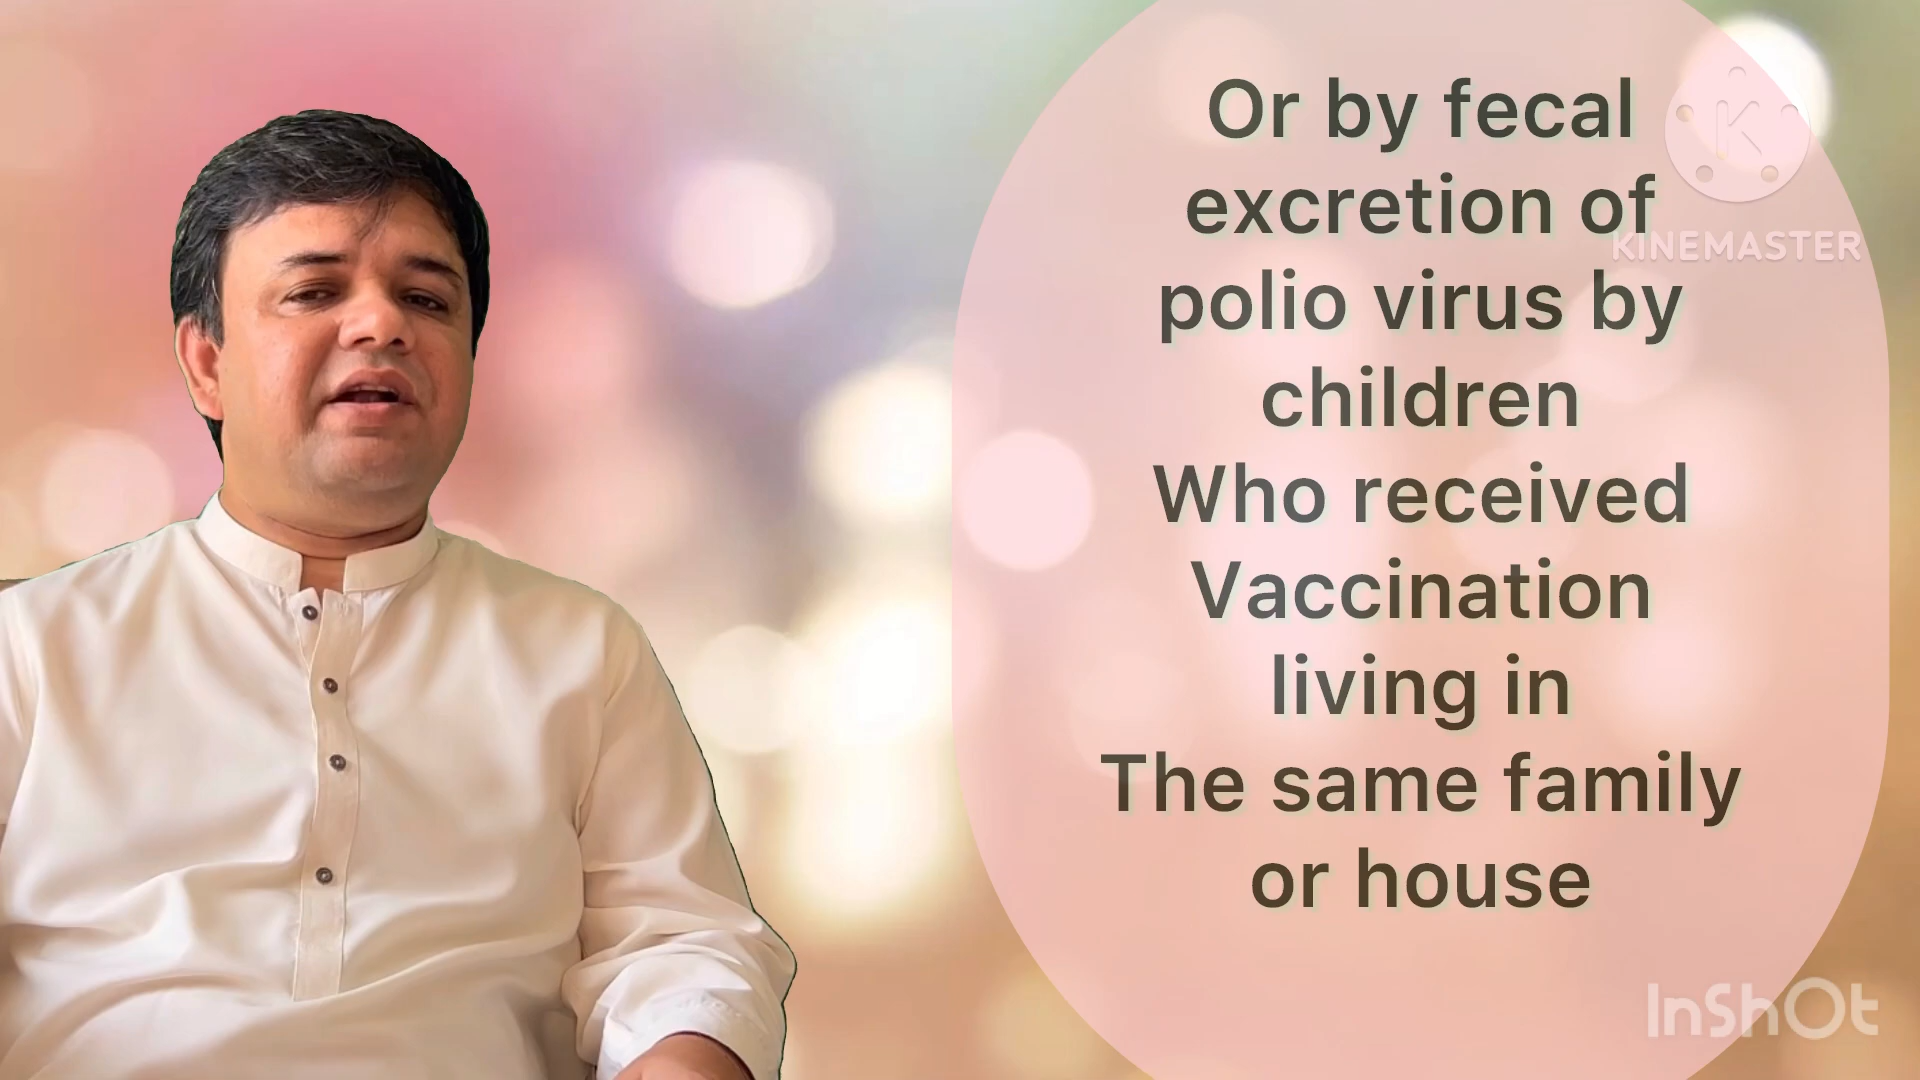 Or by fecal
excretion of
polio virus by
children
Who received
Vaccination
living in
The same family
or house
K
KINEMASTER
InShOt